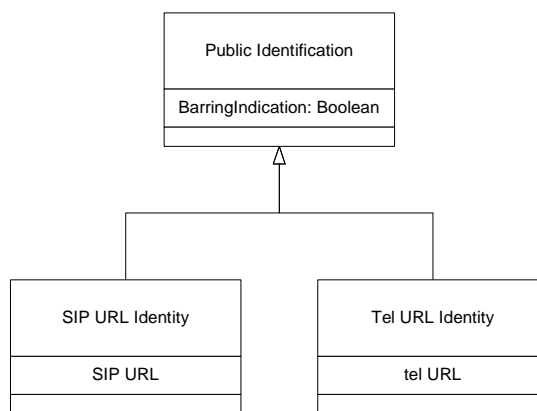 Public Identification
BarringIndication: Boolean
SIP URL Identity
SIP URL
Tel URL Identity
tel URL